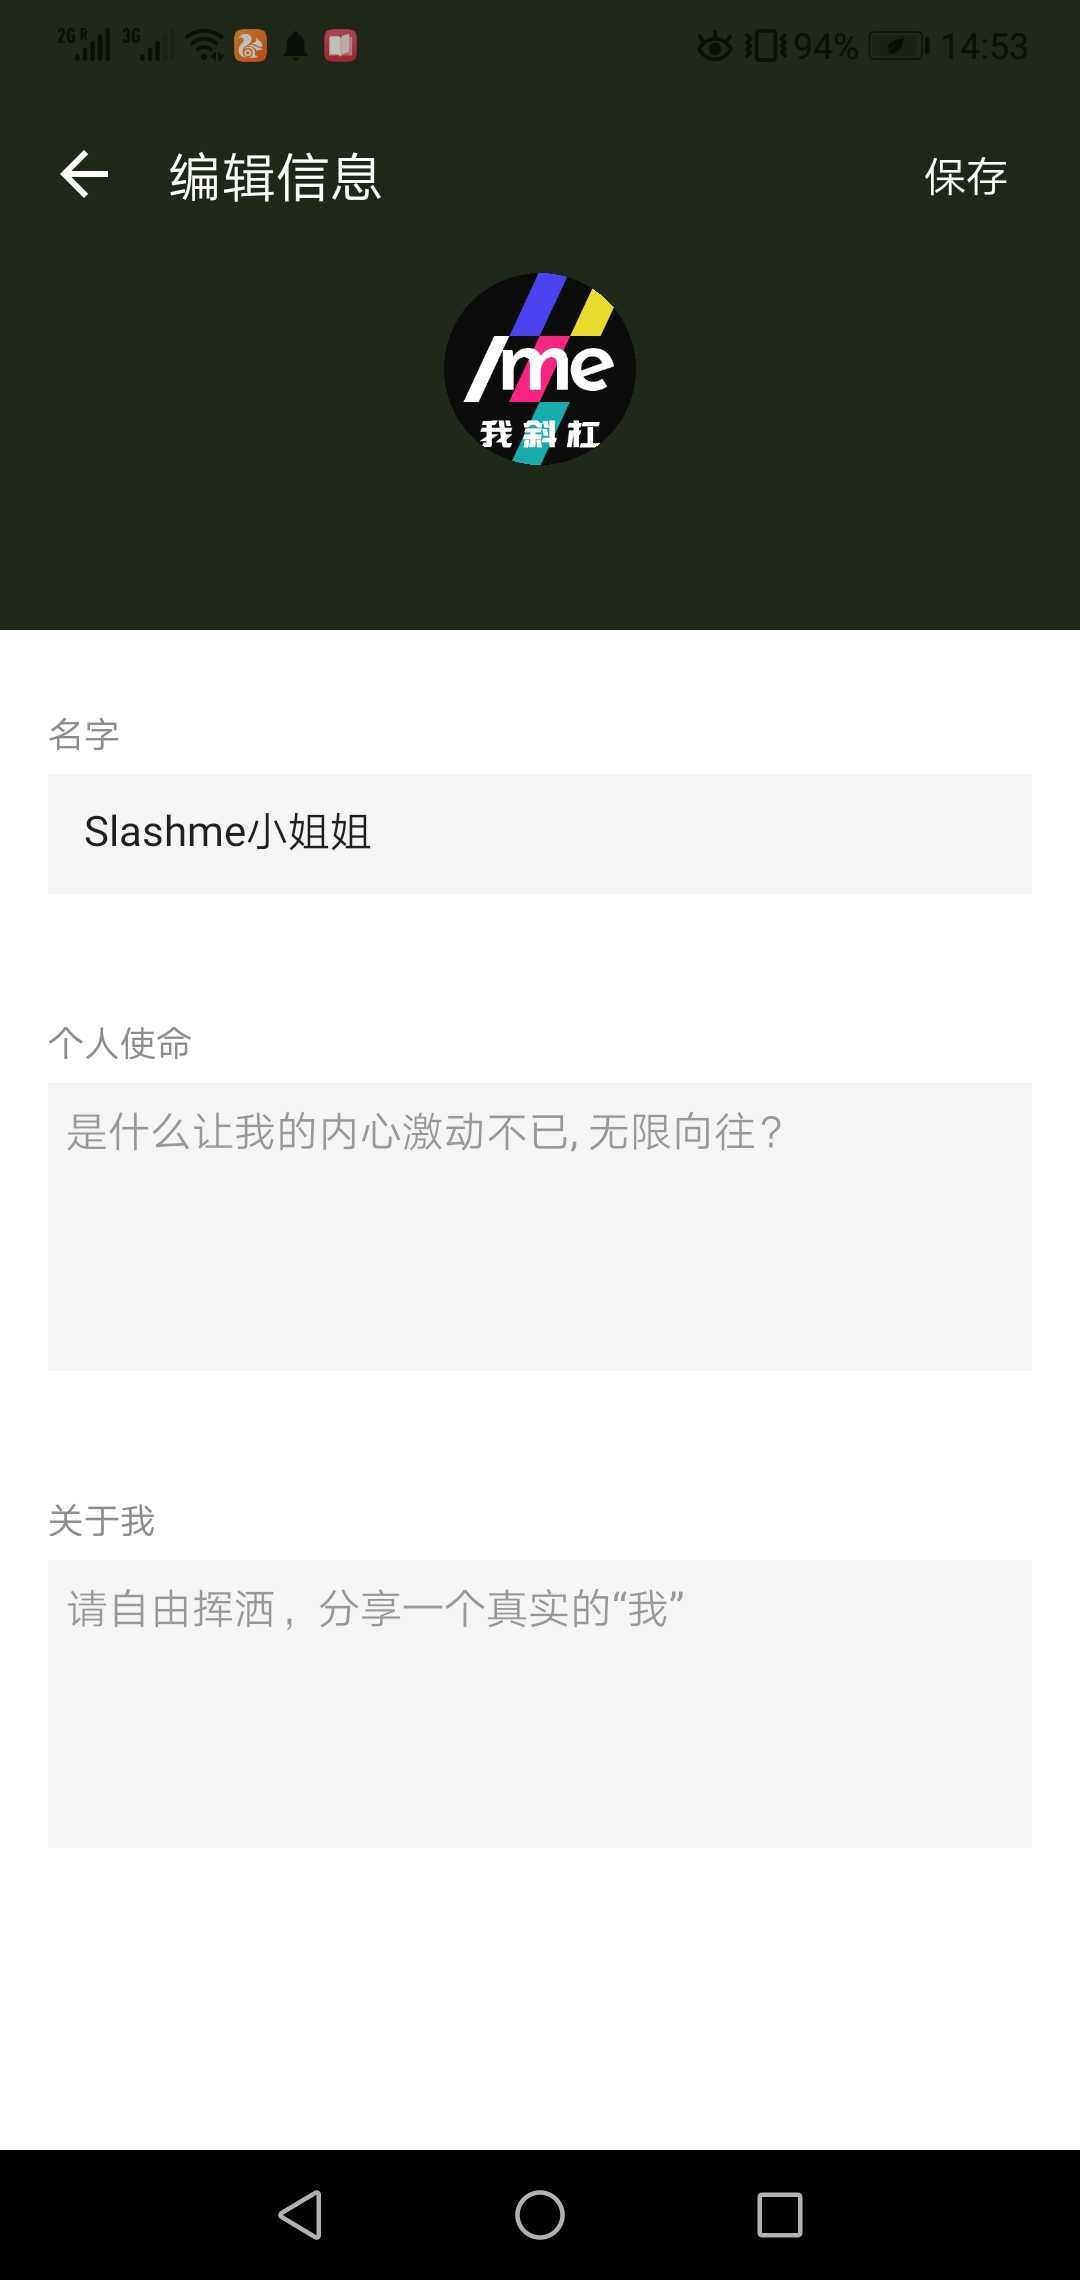 2G R 3G 94% 14:53
编辑信息 保存
/me
我斜杠
名字
Slashme小姐姐
个人使命
是什么让我的内心激动不已, 无限向往？
关于我
请自由挥洒，分享一个真实的“我”